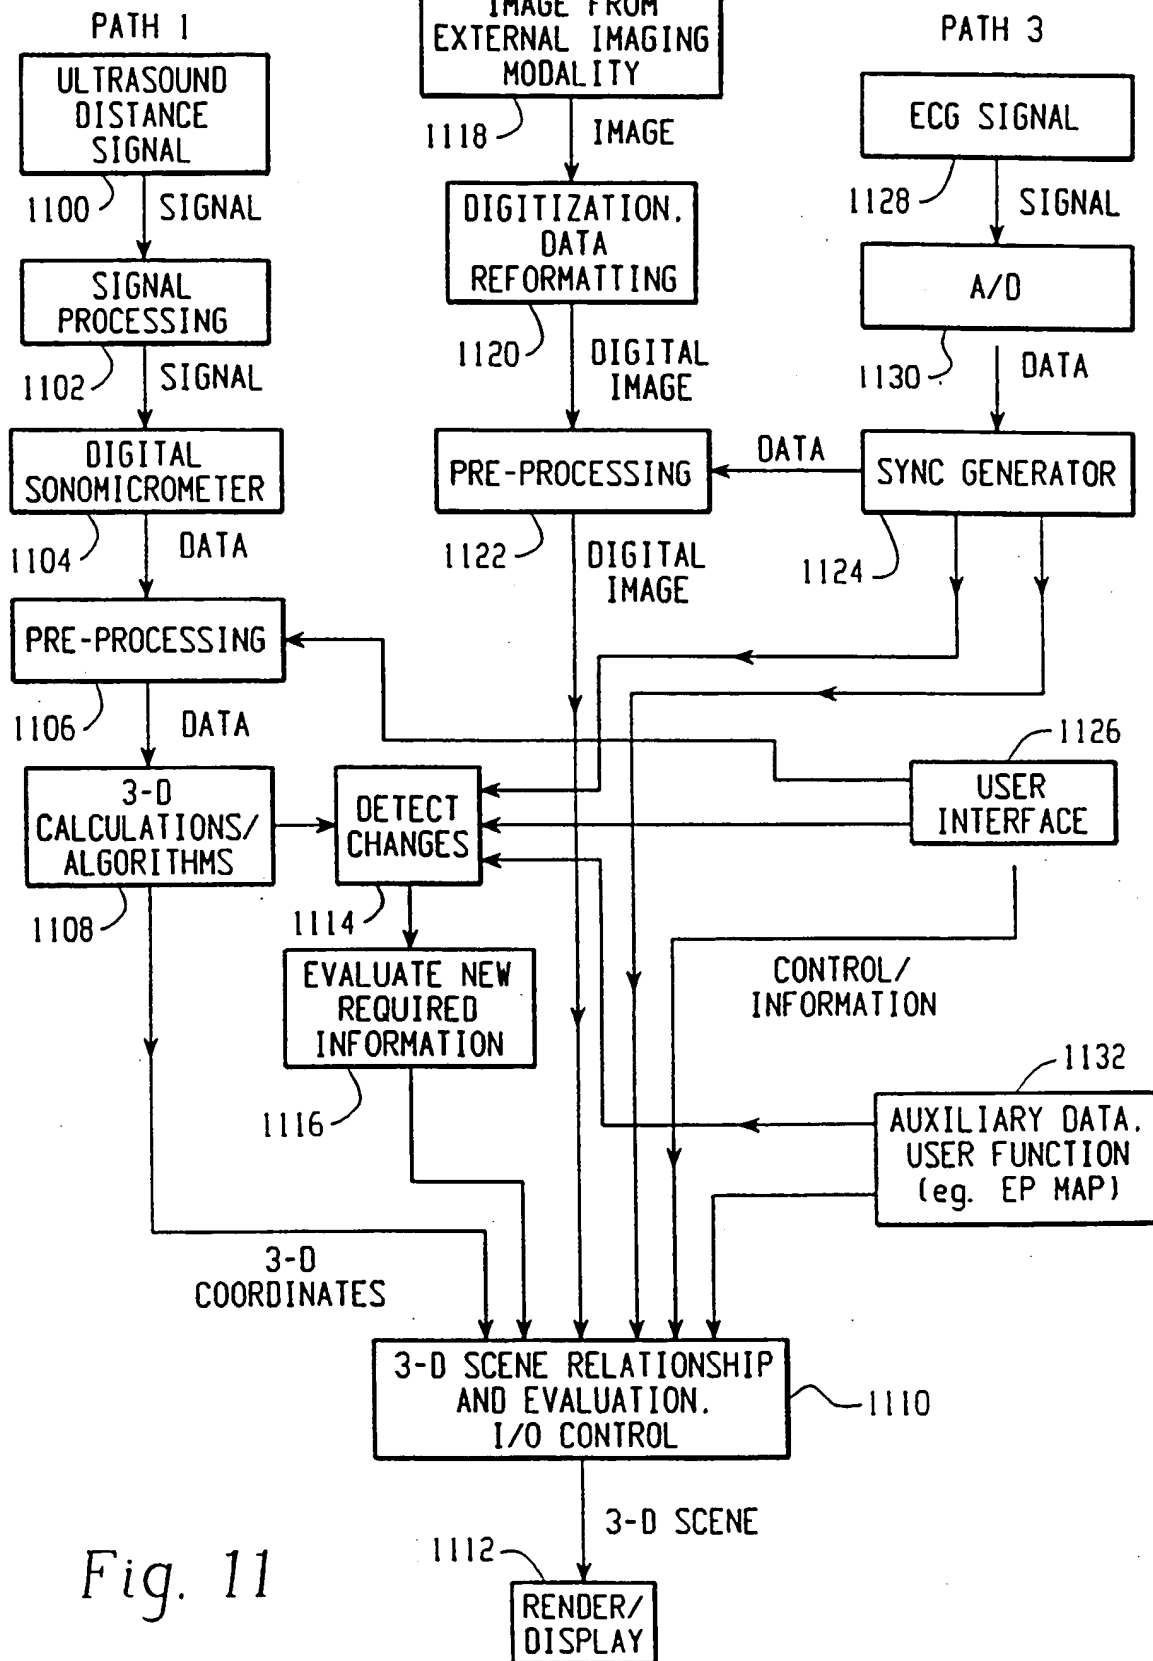 PATH 1
ULTRASOUND
DISTANCE
SIGNAL
1100
SIGNAL
SIGNAL
PROCESSING
1102
SIGNAL
DIGITAL
SONOMICROMETER
1104
DATA
PRE-PROCESSING
1106
DATA
3-D
CALCULATIONS/
ALGORITHMS
1108
IMAGE FROM
EXTERNAL IMAGING
MODALITY
1118
IMAGE
DIGITIZATION.
DATA
REFORMATTING
1120
DIGITAL
IMAGE
PRE-PROCESSING
1122
DIGITAL
IMAGE
PATH 3
ECG SIGNAL
1128
SIGNAL
A/D
1130
DATA
SYNC GENERATOR
DATA
1124
DETECT
CHANGES
1114
EVALUATE NEW
REQUIRED
INFORMATION
1116
1126
USER
INTERFACE
CONTROL/
INFORMATION
1132
AUXILIARY DATA.
USER FUNCTION
(eg. EP MAP)
3-D
COORDINATES
3-D SCENE RELATIONSHIP
AND EVALUATION.
I/O CONTROL
1110
3-D SCENE
1112
RENDER/
DISPLAY
Fig. 11